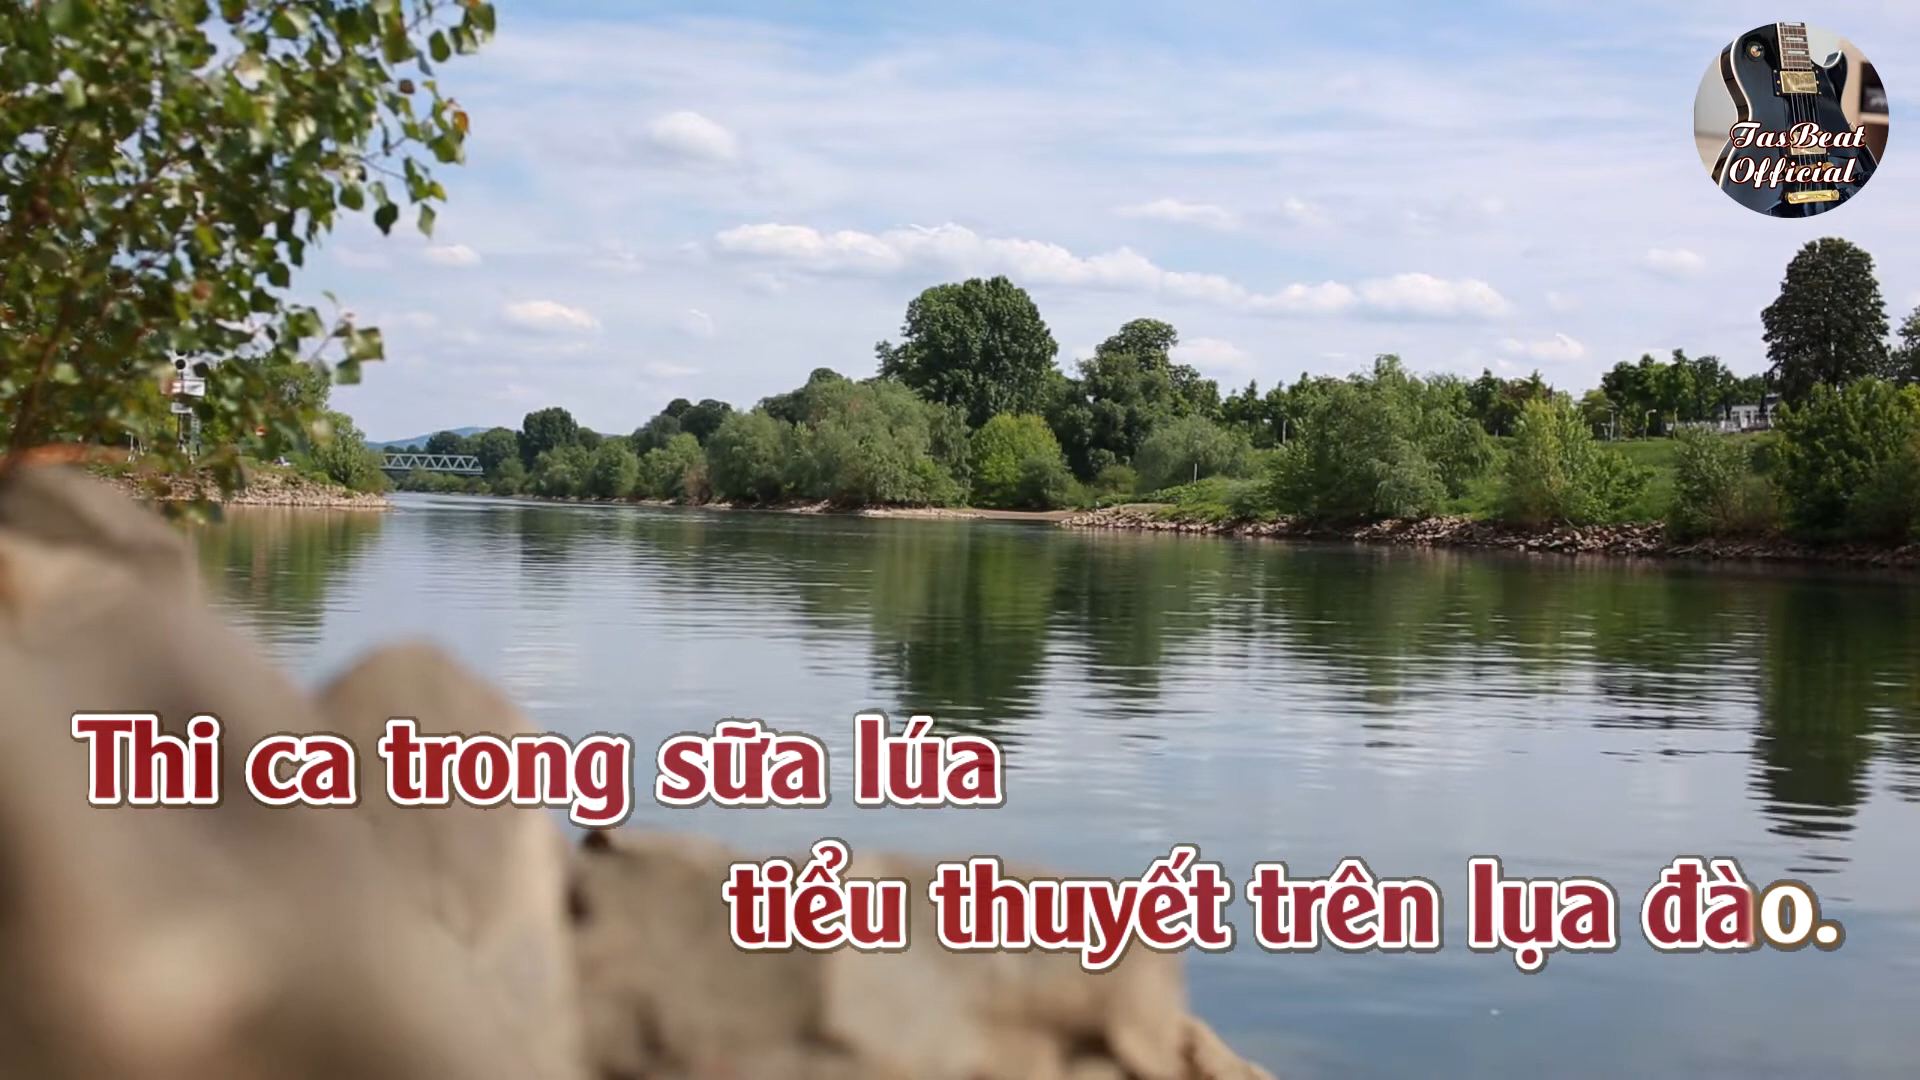 TasBeat
Official
Thi ca trong sữa lúa
tiểu thuyết trên lụa đào.